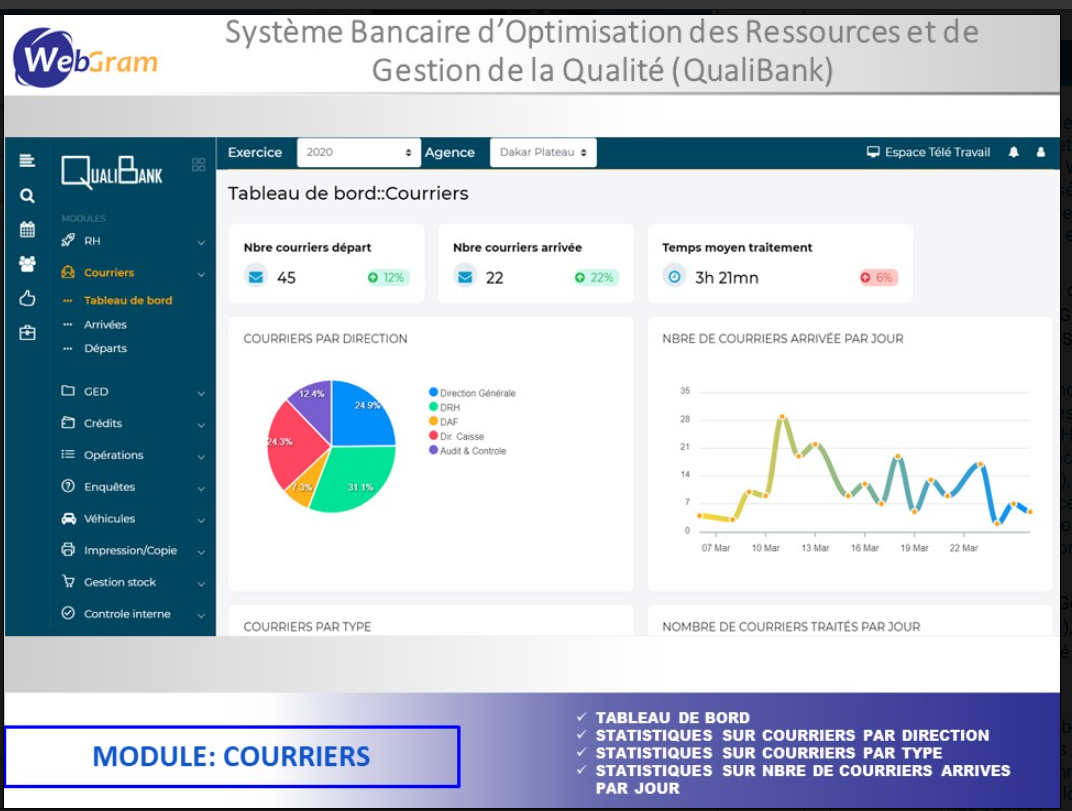 WebGram
Système Bancaire d'Optimisation des Ressources et de
Gestion de la Qualité (QualiBank)
QUALIBANK
Exercice 2020 Agence Dakar Plateau Espace Télé Travail
Tableau de bord::Courriers
MODULES
RH
Courriers
Tableau de bord
Arrivées
Départs
GED
Crédits
Opérations
Enquêtes
Véhicules
Impression/Copie
Gestion stock
Controle interne
Nbre courriers départ
45 12%
Nbre courriers arrivée
22 22%
Temps moyen traitement
3h 21mn 6%
COURRIERS PAR DIRECTION
12.4%
24.9%
24.3%
7.3%
31.1%
Direction Générale
DRH
DAF
Dir. Caisse
Audit & Controle
NBRE DE COURRIERS ARRIVÉE PAR JOUR
35
28
21
14
7
0
07 Mar 10 Mar 13 Mar 16 Mar 19 Mar 22 Mar
COURRIERS PAR TYPE
NOMBRE DE COURRIERS TRAITÉS PAR JOUR
MODULE: COURRIERS
✓ TABLEAU DE BORD
✓ STATISTIQUES SUR COURRIERS PAR DIRECTION
✓ STATISTIQUES SUR COURRIERS PAR TYPE
✓ STATISTIQUES SUR NBRE DE COURRIERS ARRIVES
PAR JOUR